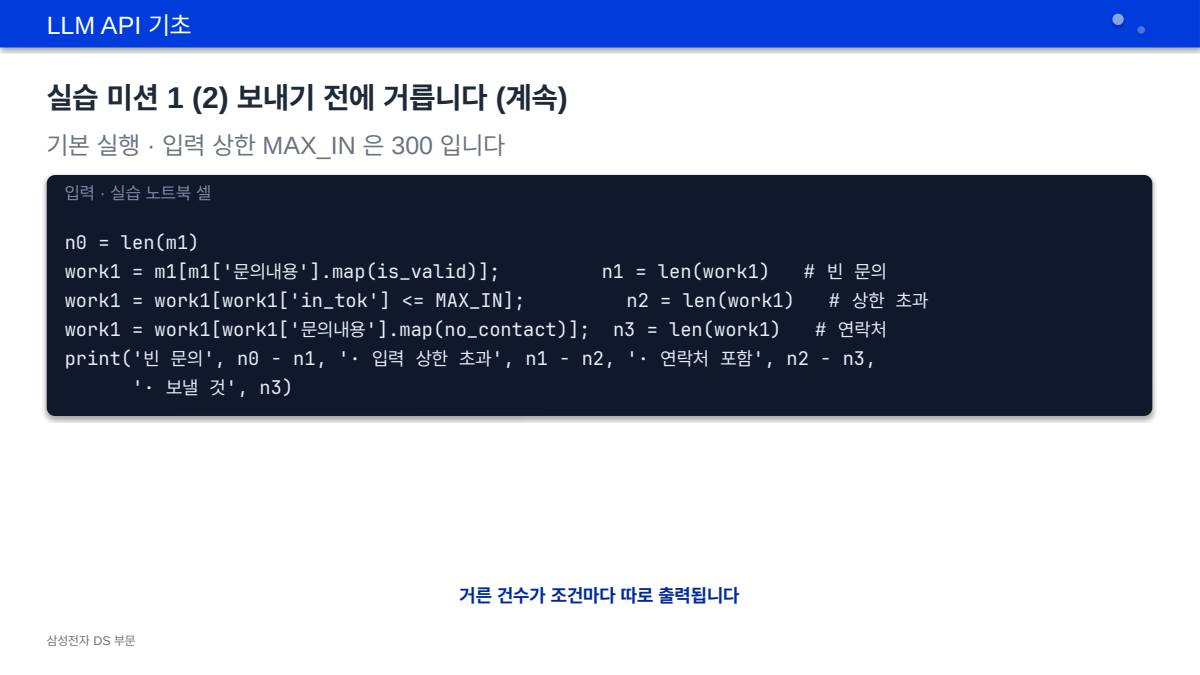 LLM API 기초
실습 미션 1 (2) 보내기 전에 거릅니다 (계속)
기본 실행 · 입력 상한 MAX_IN 은 300 입니다
입력 · 실습 노트북 셀
n0 = len(m1)
work1 = m1[m1['문의내용'].map(is_valid)];         n1 = len(work1)   # 빈 문의
work1 = work1[work1['in_tok'] <= MAX_IN];         n2 = len(work1)   # 상한 초과
work1 = work1[work1['문의내용'].map(no_contact)];  n3 = len(work1)   # 연락처
print('빈 문의', n0 - n1, '· 입력 상한 초과', n1 - n2, '· 연락처 포함', n2 - n3,
      '· 보낼 것', n3)
거른 건수가 조건마다 따로 출력됩니다
삼성전자 DS 부문